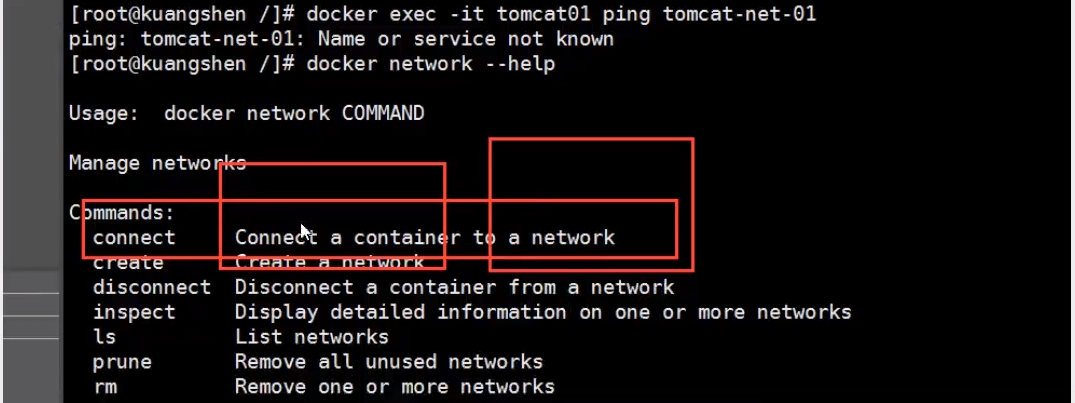 [root@kuangshen /]# docker exec -it tomcat01 ping tomcat-net-01
ping: tomcat-net-01: Name or service not known
[root@kuangshen /]# docker network --help
Usage:  docker network COMMAND
Manage networks
Commands:
connect     Connect a container to a network
create      Create a network
disconnect  Disconnect a container from a network
inspect     Display detailed information on one or more networks
ls          List networks
prune       Remove all unused networks
rm          Remove one or more networks